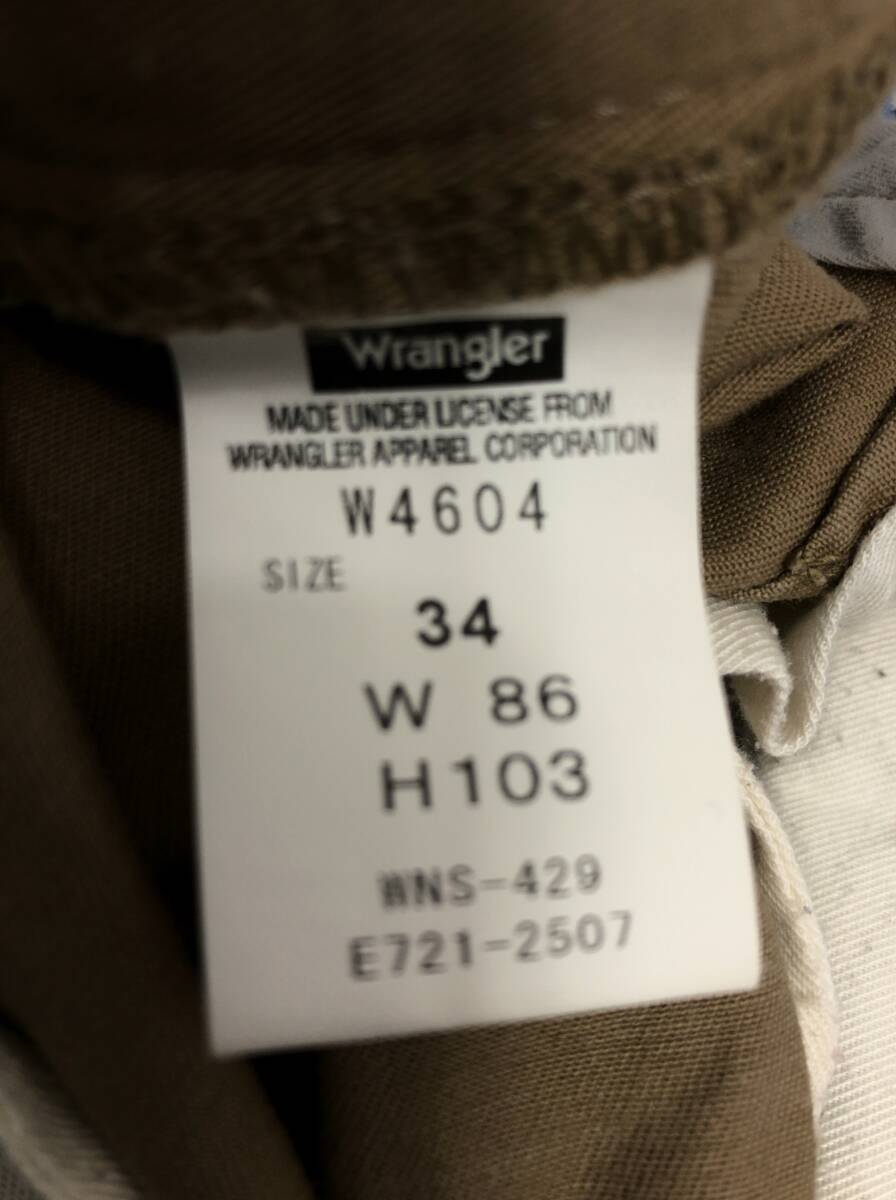 Wrangler
MADE UNDER LICENSE FROM
WRANGLER APPAREL CORPORATION
W4604
SIZE
34
W 86
H103
WNS-429
E721-2507